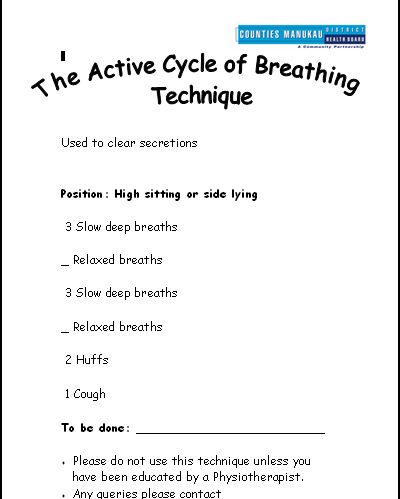 COUNTIES MANUKAU DISTRICT HEALTH BOARD
A Community Partnership
The Active Cycle of Breathing
Technique
Used to clear secretions
Position: High sitting or side lying
3 Slow deep breaths
_ Relaxed breaths
3 Slow deep breaths
_ Relaxed breaths
2 Huffs
1 Cough
To be done: ___________________________
• Please do not use this technique unless you
have been educated by a Physiotherapist.
• Any queries please contact